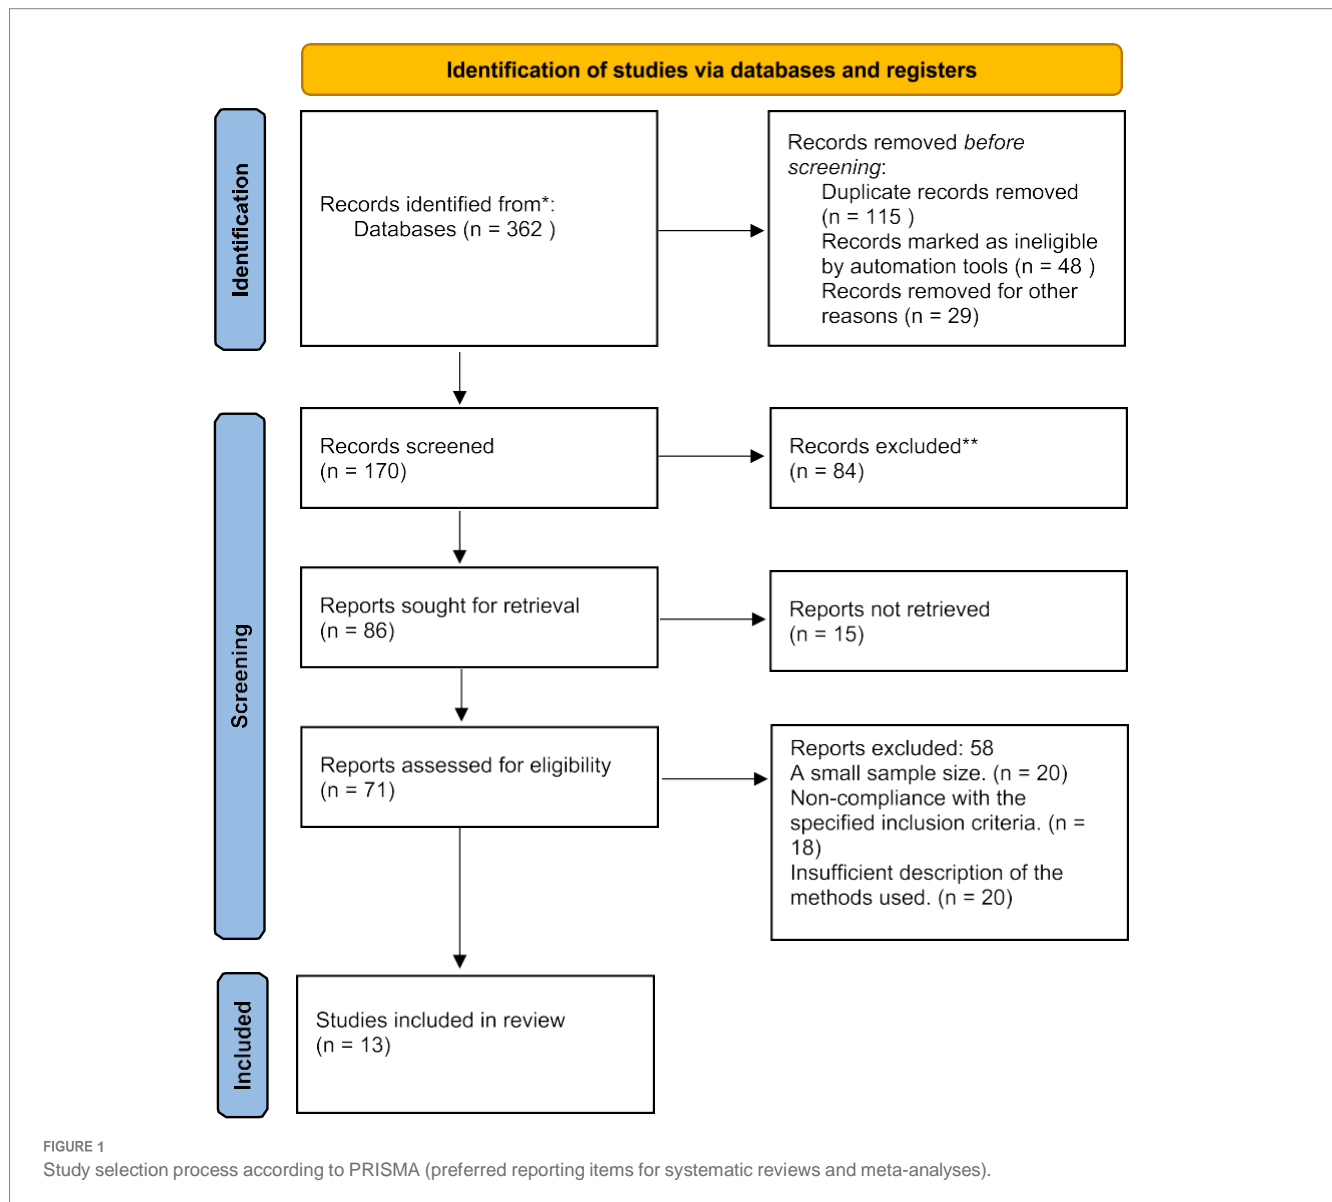 Identification of studies via databases and registers
Identification
Records identified from*:
Databases (n = 362 )
Records removed before
screening:
Duplicate records removed
(n = 115 )
Records marked as ineligible
by automation tools (n = 48 )
Records removed for other
reasons (n = 29)
Screening
Records screened
(n = 170)
Records excluded**
(n = 84)
Reports sought for retrieval
(n = 86)
Reports not retrieved
(n = 15)
Reports assessed for eligibility
(n = 71)
Reports excluded: 58
A small sample size. (n = 20)
Non-compliance with the
specified inclusion criteria. (n =
18)
Insufficient description of the
methods used. (n = 20)
Included
Studies included in review
(n = 13)
FIGURE 1
Study selection process according to PRISMA (preferred reporting items for systematic reviews and meta-analyses).